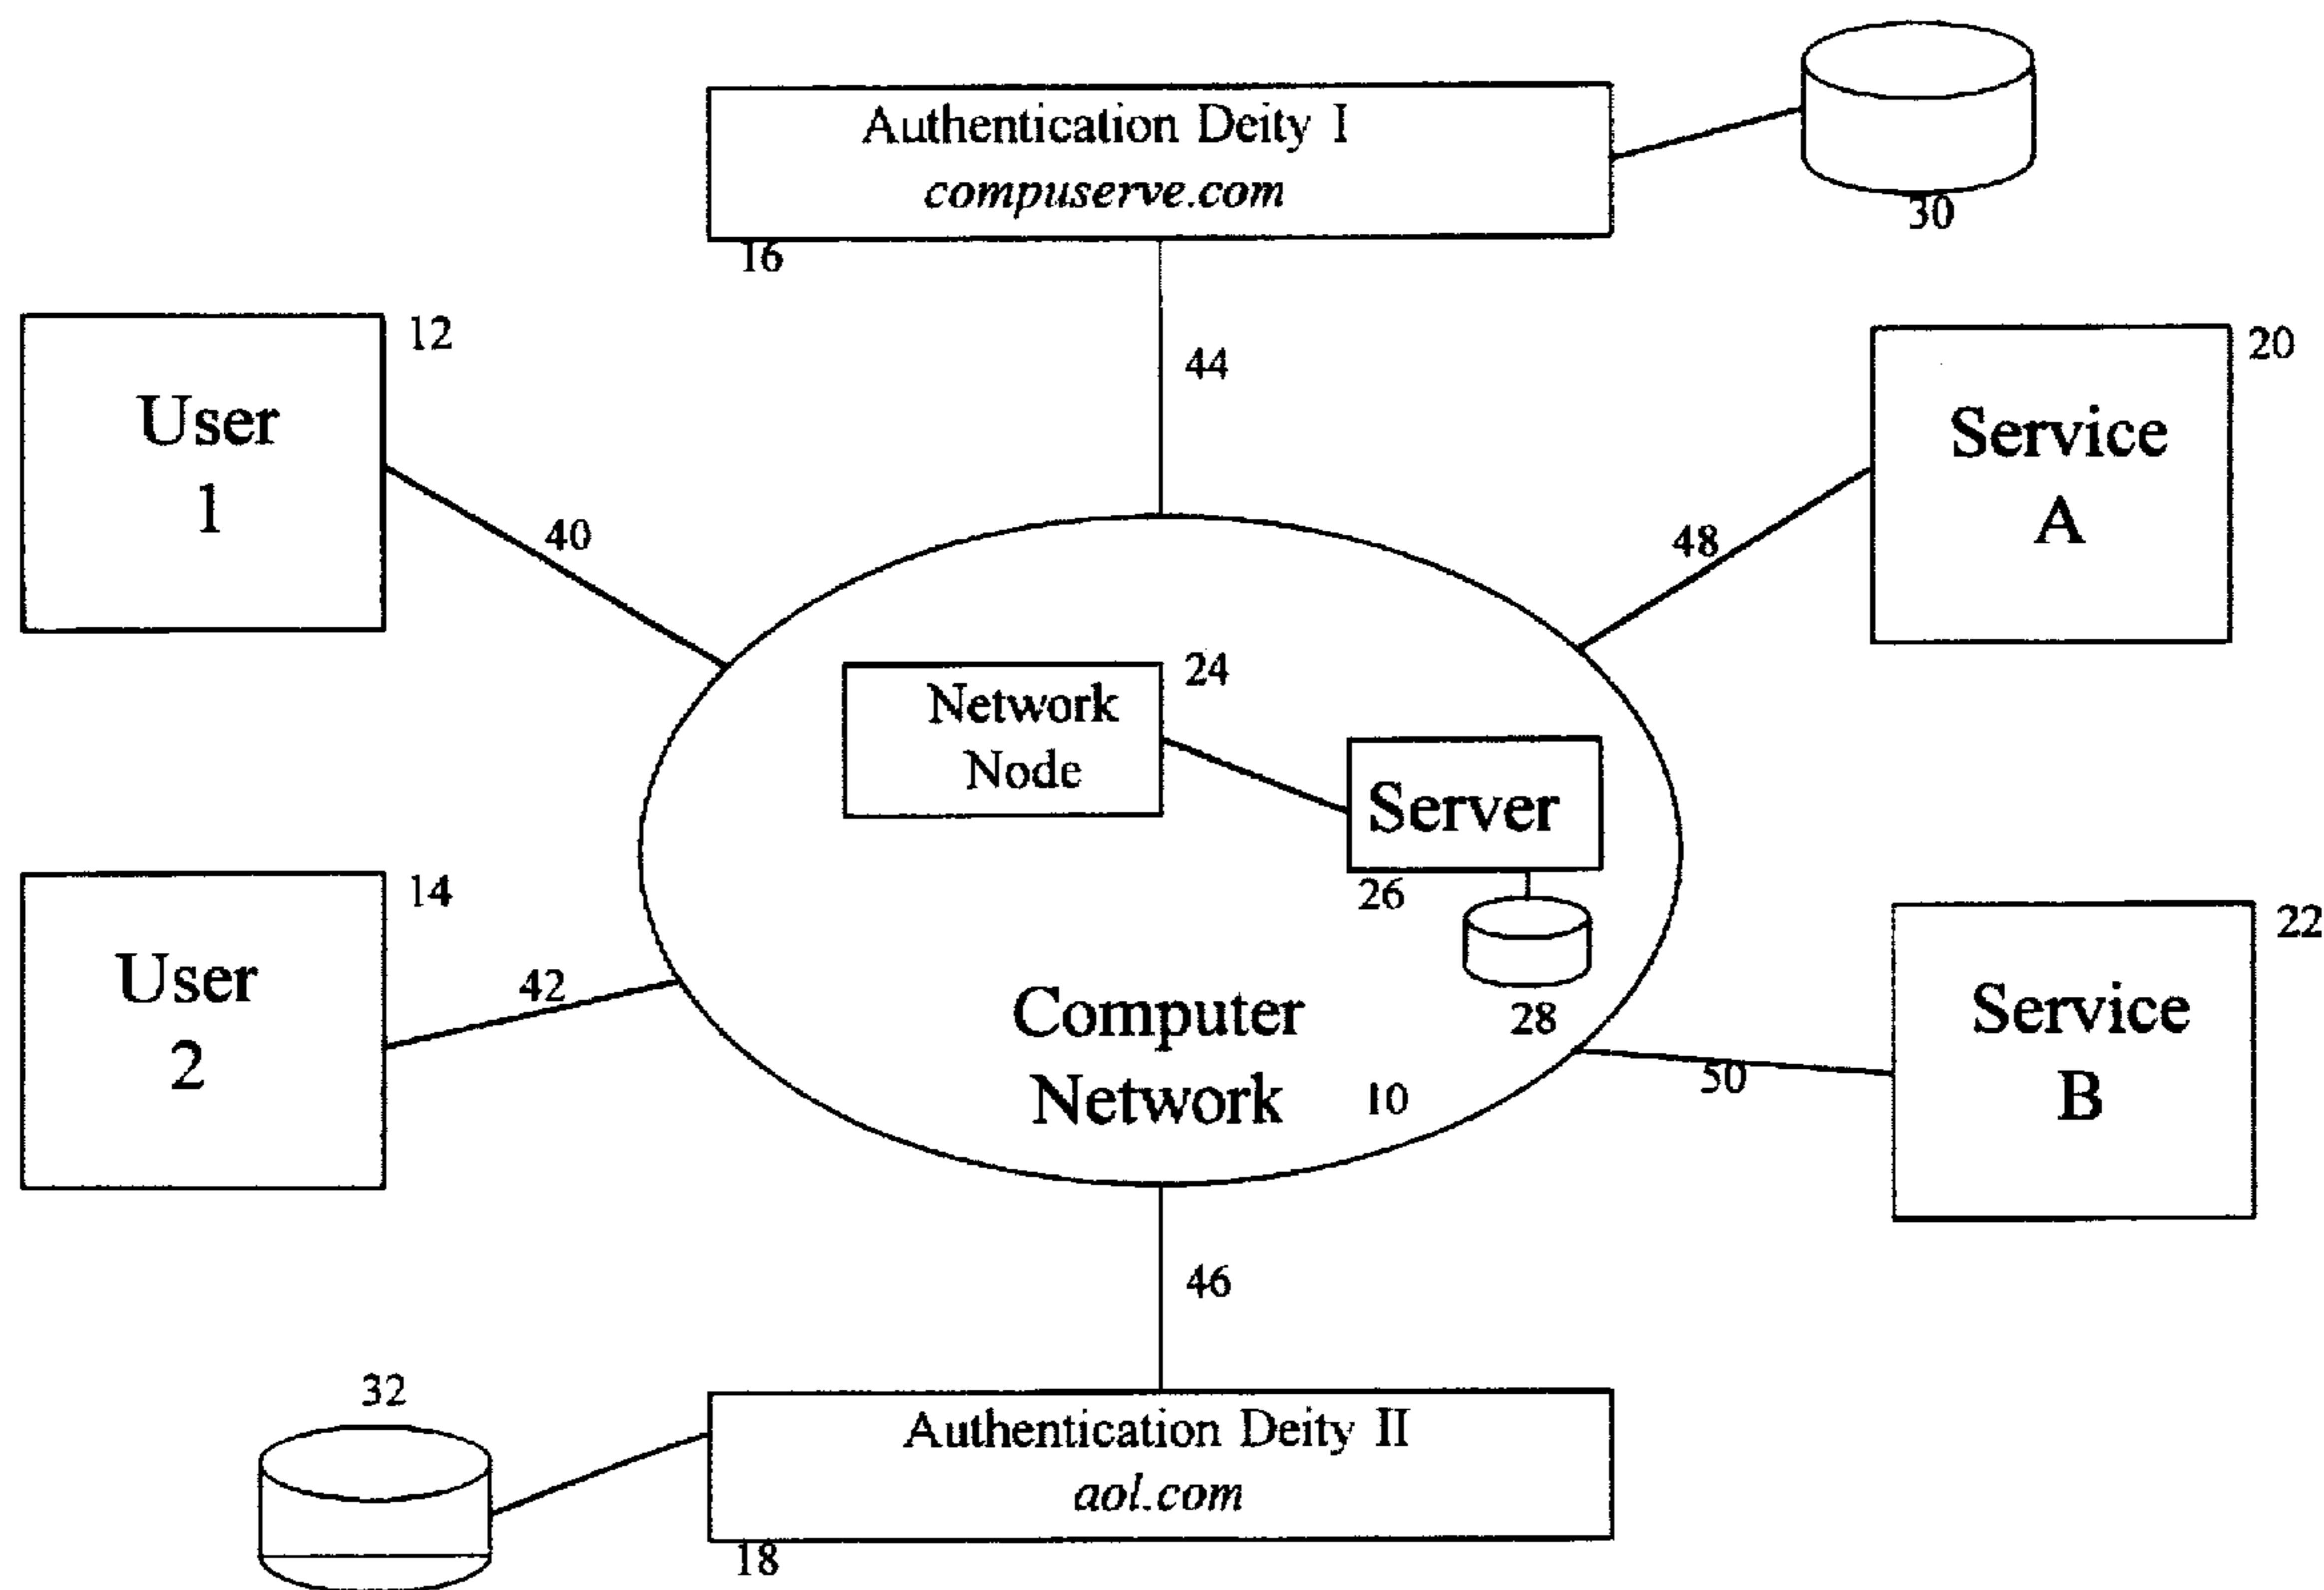 Authentication Deity I
compuserve.com
16
30
User
1
12
44
20
Service
A
40
48
24
Network
Node
Server
26
28
14
User
2
42
Computer
Network
10
22
Service
B
50
46
32
Authentication Deity II
aol.com
18